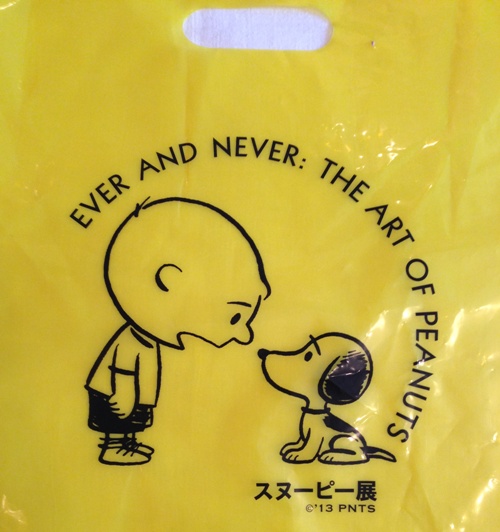 EVER AND NEVER: THE ART OF PEANUTS
スヌーピー展
©'13 PNTS